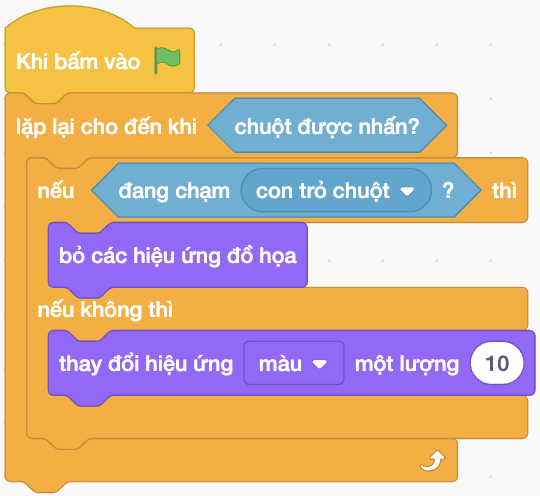 Khi bấm vào
lặp lại cho đến khi chuột được nhấn?
nếu đang chạm con trỏ chuột ? thì
bỏ các hiệu ứng đồ họa
nếu không thì
thay đổi hiệu ứng màu một lượng 10